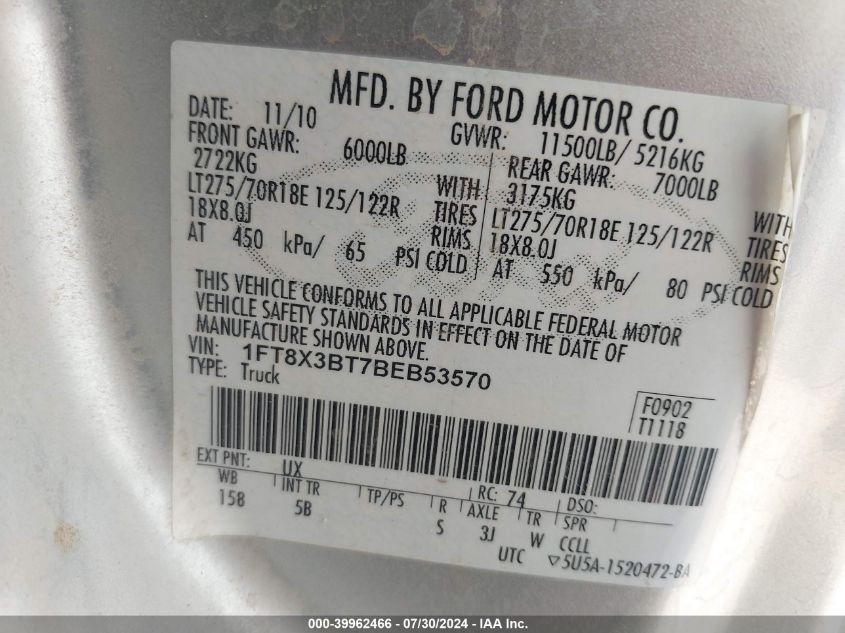 MFD. BY FORD MOTOR CO.
DATE: 11/10 GVWR: 11500LB/ 5216KG
FRONT GAWR: 6000LB REAR GAWR: 7000LB
2722KG WITH 3175KG WITH
LT275/70R18E 125/122R TIRES LT275/70R18E 125/122R TIRES
18X8.0J RIMS 18X8.0J RIMS
AT 450 kPa/ 65 PSI COLD AT 550 kPa/ 80 PSI COLD
THIS VEHICLE CONFORMS TO ALL APPLICABLE FEDERAL MOTOR
VEHICLE SAFETY STANDARDS IN EFFECT ON THE DATE OF
MANUFACTURE SHOWN ABOVE.
VIN: 1FT8X3BT7BEB53570
TYPE: Truck
F0902
T1118
EXT PNT: UX RC: 74 DSO:
WB INT TR TP/PS R AXLE TR SPR
158 5B S 3J W CCLL
UTC ▽5U5A-1520472-BA
000-39962466 - 07/30/2024 - IAA Inc.